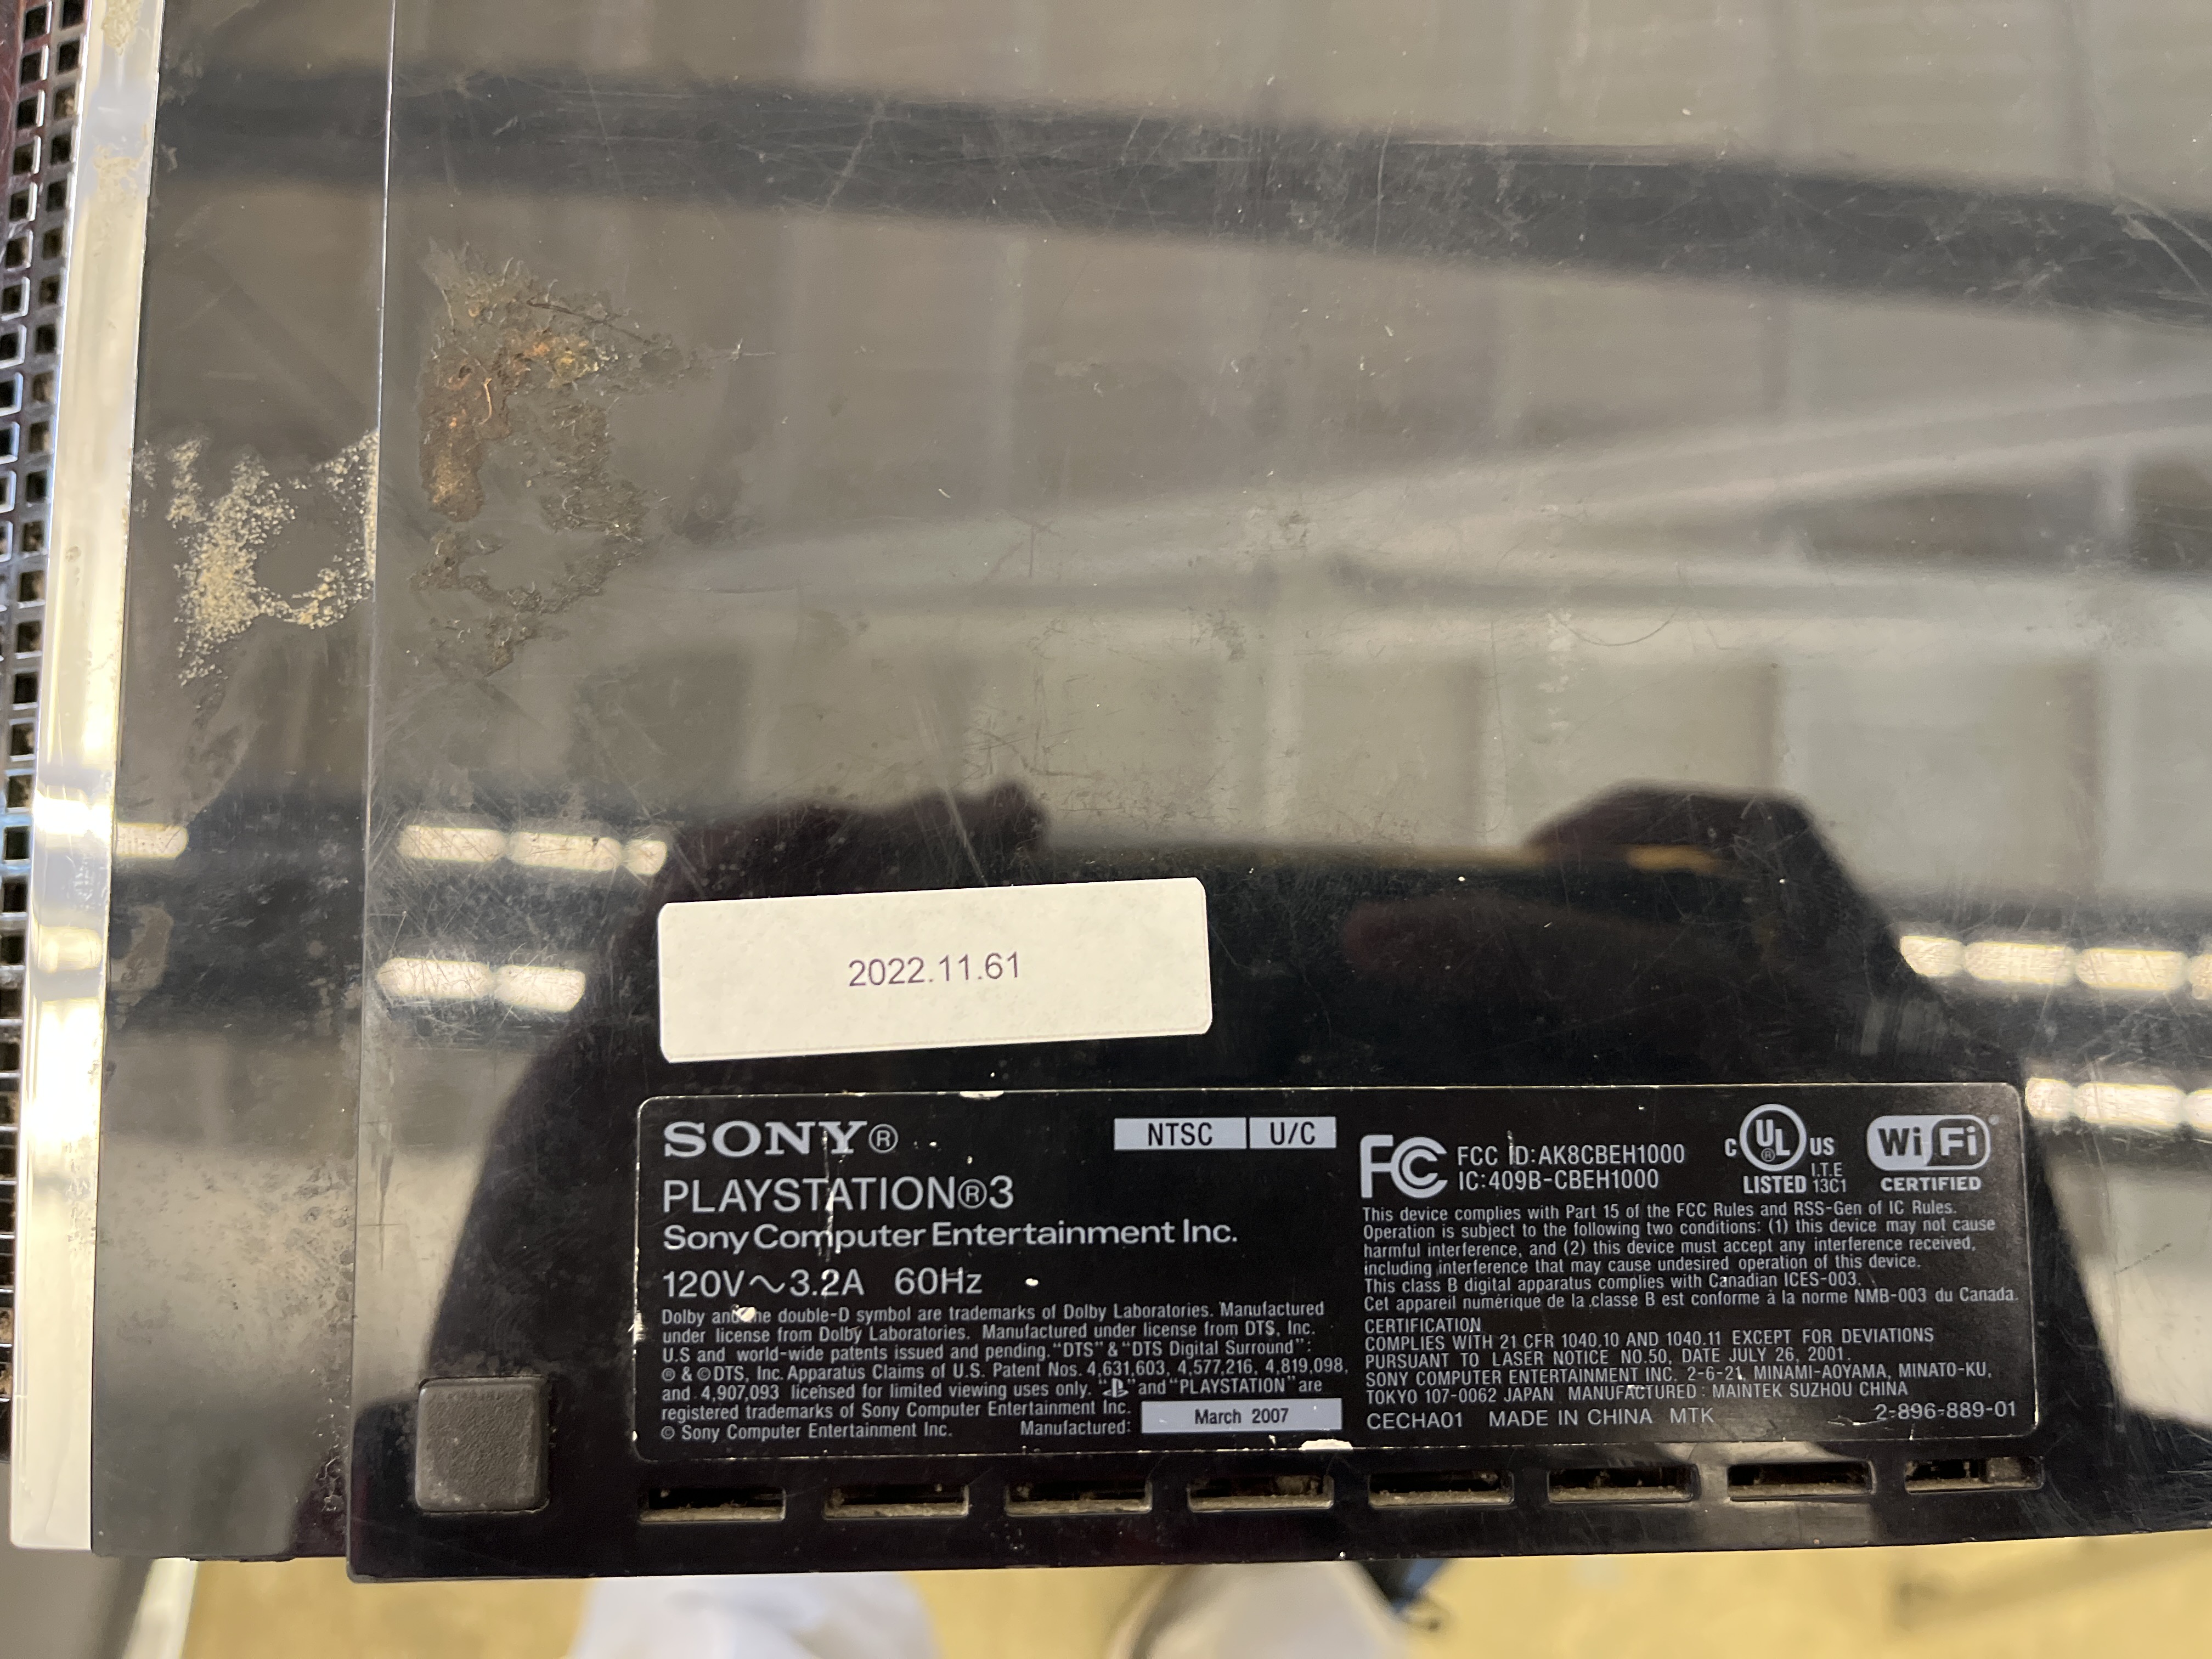 2022.11.61
SONY®
NTSC U/C
PLAYSTATION®3
Sony Computer Entertainment Inc.
120V～3.2A 60Hz
Dolby and the double-D symbol are trademarks of Dolby Laboratories. Manufactured
under license from Dolby Laboratories. Manufactured under license from DTS, Inc.
U.S and world-wide patents issued and pending. "DTS" & "DTS Digital Surround":
® & ©DTS, Inc. Apparatus Claims of U.S. Patent Nos. 4,631,603, 4,577,216, 4,819,098,
and 4,907,093 licensed for limited viewing uses only. " " and "PLAYSTATION" are
registered trademarks of Sony Computer Entertainment Inc.
© Sony Computer Entertainment Inc. Manufactured: March 2007
FC FCC ID:AK8CBEH1000
IC:409B-CBEH1000
C UL® US
LISTED I.T.E 13C1
Wi Fi®
CERTIFIED
This device complies with Part 15 of the FCC Rules and RSS-Gen of IC Rules.
Operation is subject to the following two conditions: (1) this device may not cause
harmful interference, and (2) this device must accept any interference received,
including interference that may cause undesired operation of this device.
This class B digital apparatus complies with Canadian ICES-003.
Cet appareil numérique de la classe B est conforme à la norme NMB-003 du Canada.
CERTIFICATION
COMPLIES WITH 21 CFR 1040.10 AND 1040.11 EXCEPT FOR DEVIATIONS
PURSUANT TO LASER NOTICE NO.50, DATE JULY 26, 2001.
SONY COMPUTER ENTERTAINMENT INC. 2-6-21, MINAMI-AOYAMA, MINATO-KU,
TOKYO 107-0062 JAPAN MANUFACTURED : MAINTEK SUZHOU CHINA
CECHA01 MADE IN CHINA MTK 2-896-889-01